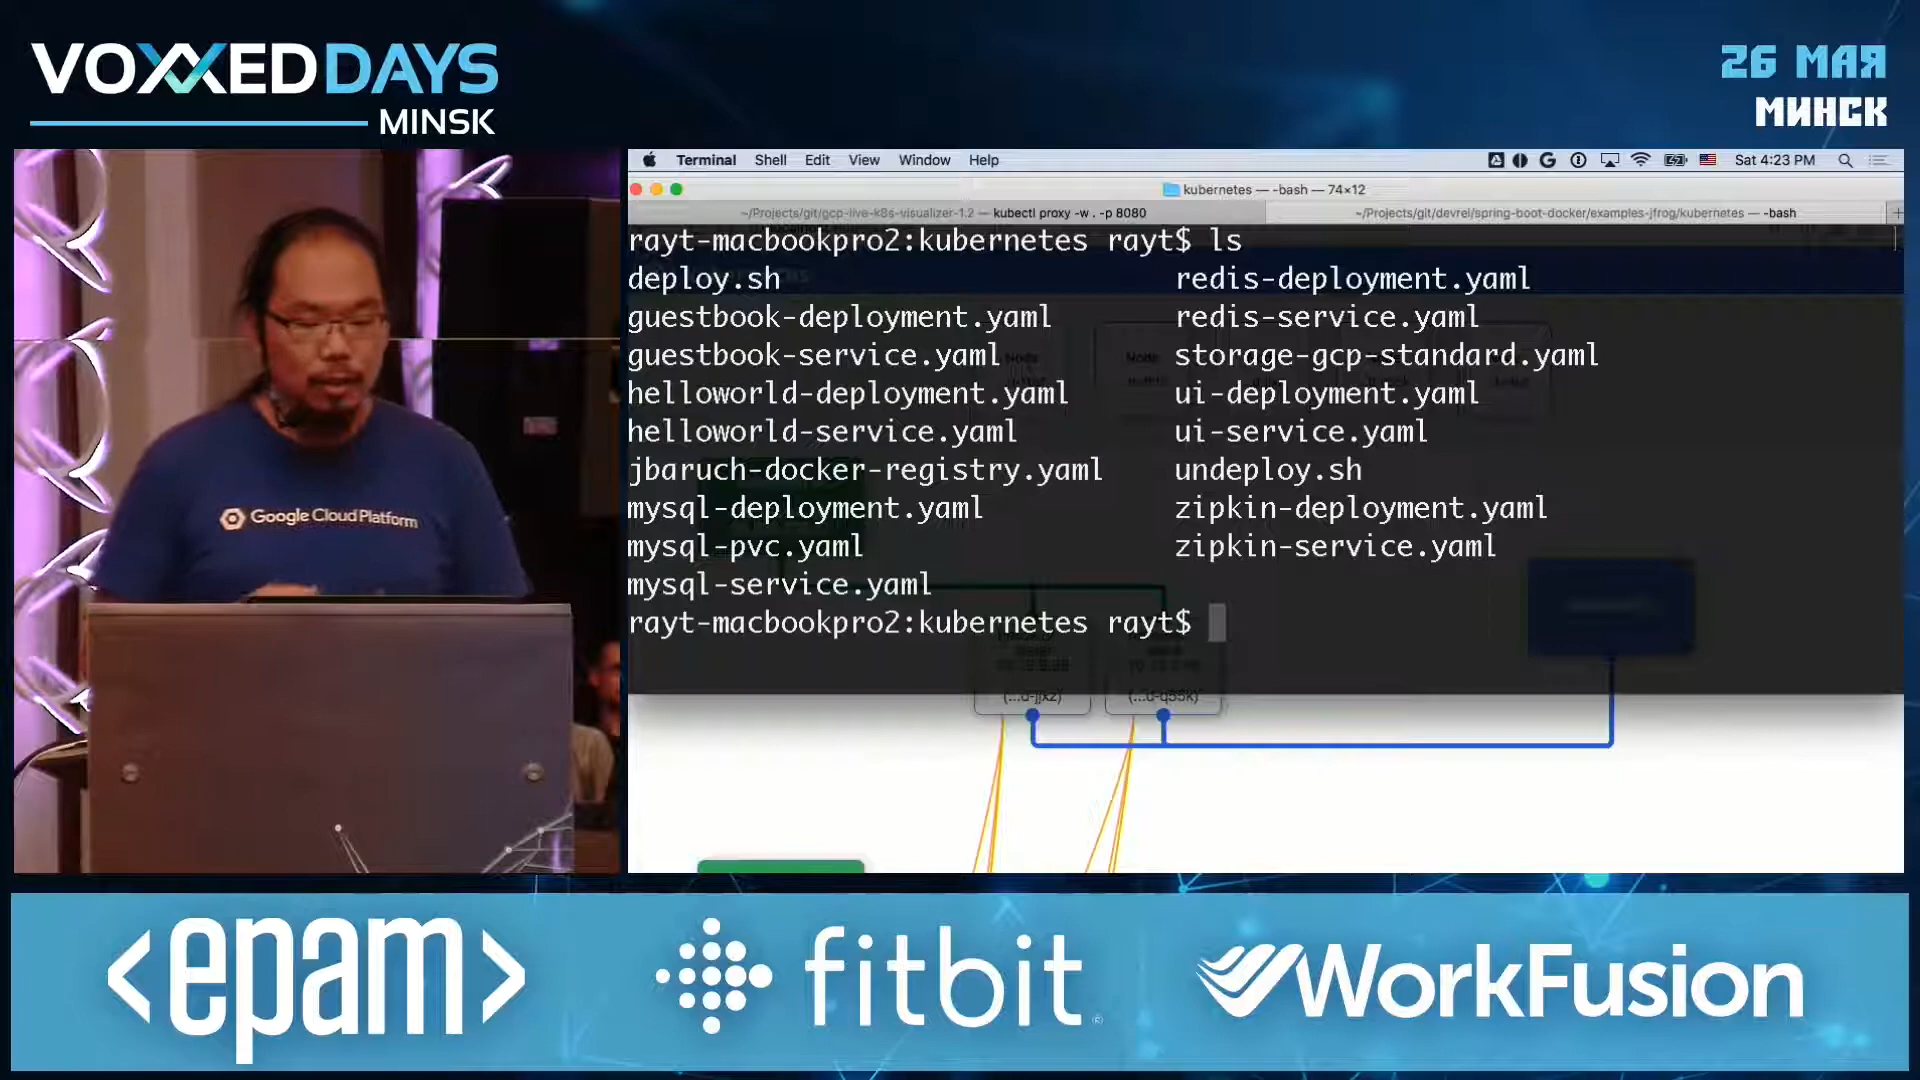 VOXXED DAYS
MINSK
26 МАЯ
МИНСК
Google Cloud Platform
Terminal Shell Edit View Window Help
Sat 4:23 PM
kubernetes — -bash — 74×12
~/Projects/git/gcp-live-k8s-visualizer-1.2 — kubectl proxy -w . -p 8080
~/Projects/git/devrel/spring-boot-docker/examples-jfrog/kubernetes — -bash
rayt-macbookpro2:kubernetes rayt$ ls
deploy.sh redis-deployment.yaml
guestbook-deployment.yaml redis-service.yaml
guestbook-service.yaml storage-gcp-standard.yaml
helloworld-deployment.yaml ui-deployment.yaml
helloworld-service.yaml ui-service.yaml
jbaruch-docker-registry.yaml undeploy.sh
mysql-deployment.yaml zipkin-deployment.yaml
mysql-pvc.yaml zipkin-service.yaml
mysql-service.yaml
rayt-macbookpro2:kubernetes rayt$
<epam>
fitbit
WorkFusion